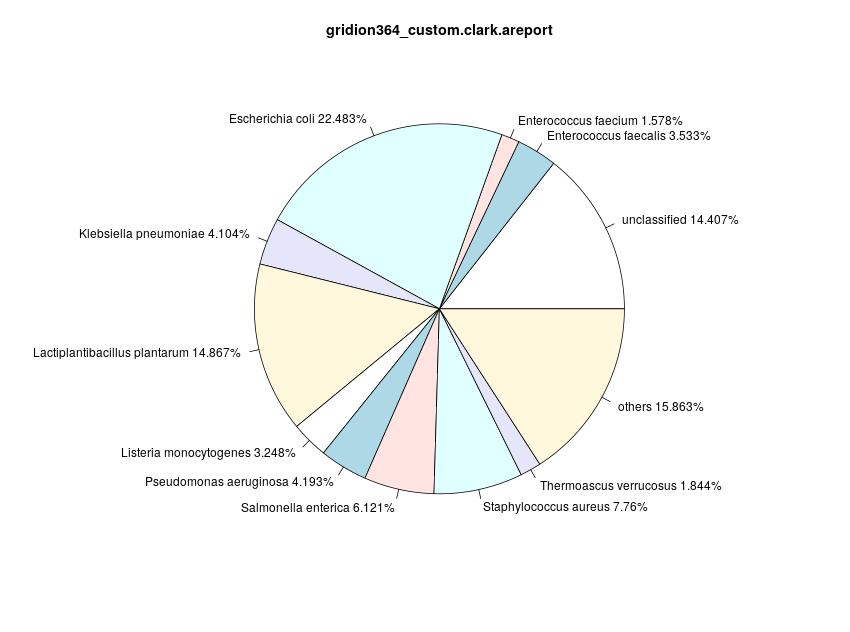 gridion364_custom.clark.areport
Escherichia coli 22.483%
Enterococcus faecium 1.578%
Enterococcus faecalis 3.533%
unclassified 14.407%
Klebsiella pneumoniae 4.104%
Lactiplantibacillus plantarum 14.867%
others 15.863%
Listeria monocytogenes 3.248%
Pseudomonas aeruginosa 4.193%
Thermoascus verrucosus 1.844%
Salmonella enterica 6.121%
Staphylococcus aureus 7.76%